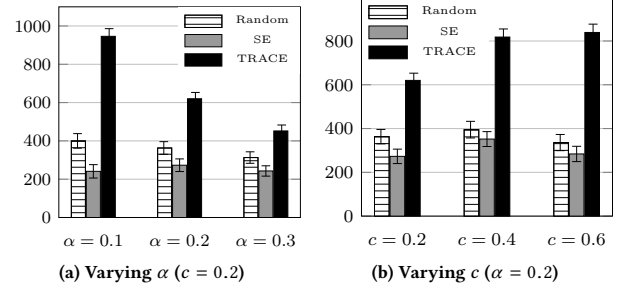 1000
800
600
400
200
0
Random
SE
TRACE
α = 0.1
α = 0.2
α = 0.3
(a) Varying α (c = 0.2)
800
600
400
200
0
Random
SE
TRACE
c = 0.2
c = 0.4
c = 0.6
(b) Varying c (α = 0.2)